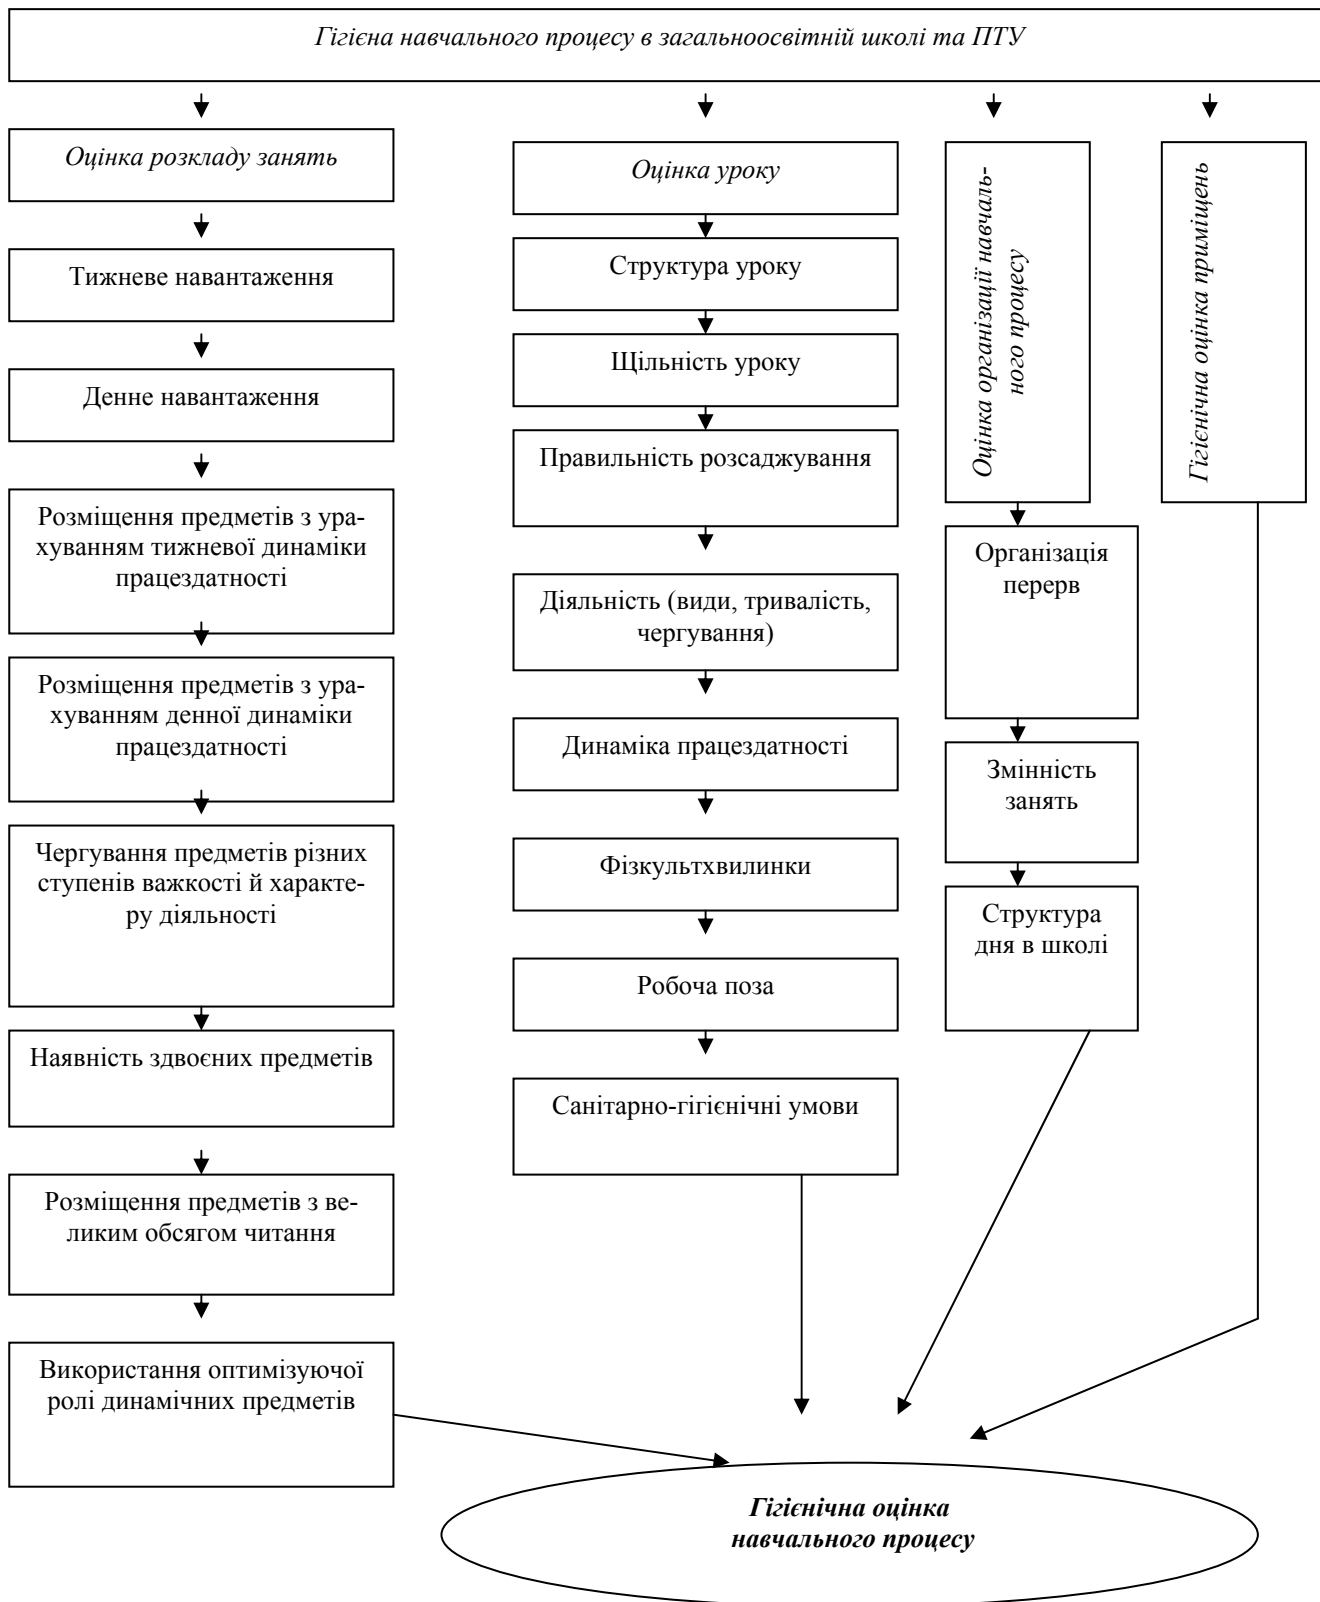 Гігієна навчального процесу в загальноосвітній школі та ПТУ
Оцінка розкладу занять
Тижневе навантаження
Денне навантаження
Розміщення предметів з ура-
хуванням тижневої динаміки
працездатності
Розміщення предметів з ура-
хуванням денної динаміки
працездатності
Чергування предметів різних
ступенів важкості й характе-
ру діяльності
Наявність здвоєних предметів
Розміщення предметів з ве-
ликим обсягом читання
Використання оптимізуючої
ролі динамічних предметів
Оцінка уроку
Структура уроку
Щільність уроку
Правильність розсаджування
Діяльність (види, тривалість,
чергування)
Динаміка працездатності
Фізкультхвилинки
Робоча поза
Санітарно-гігієнічні умови
Оцінка організації навчаль-
ного процесу
Організація
перерв
Змінність
занять
Структура
дня в школі
Гігієнічна оцінка приміщень
Гігієнічна оцінка
навчального процесу